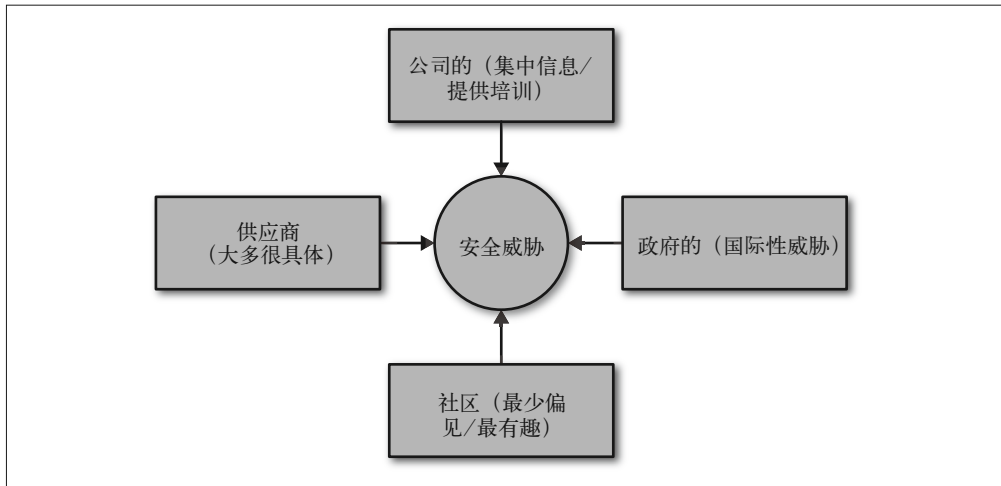 公司的（集中信息/
提供培训）
供应商
（大多很具体）
安全威胁
政府的（国际性威胁）
社区（最少偏
见/最有趣）